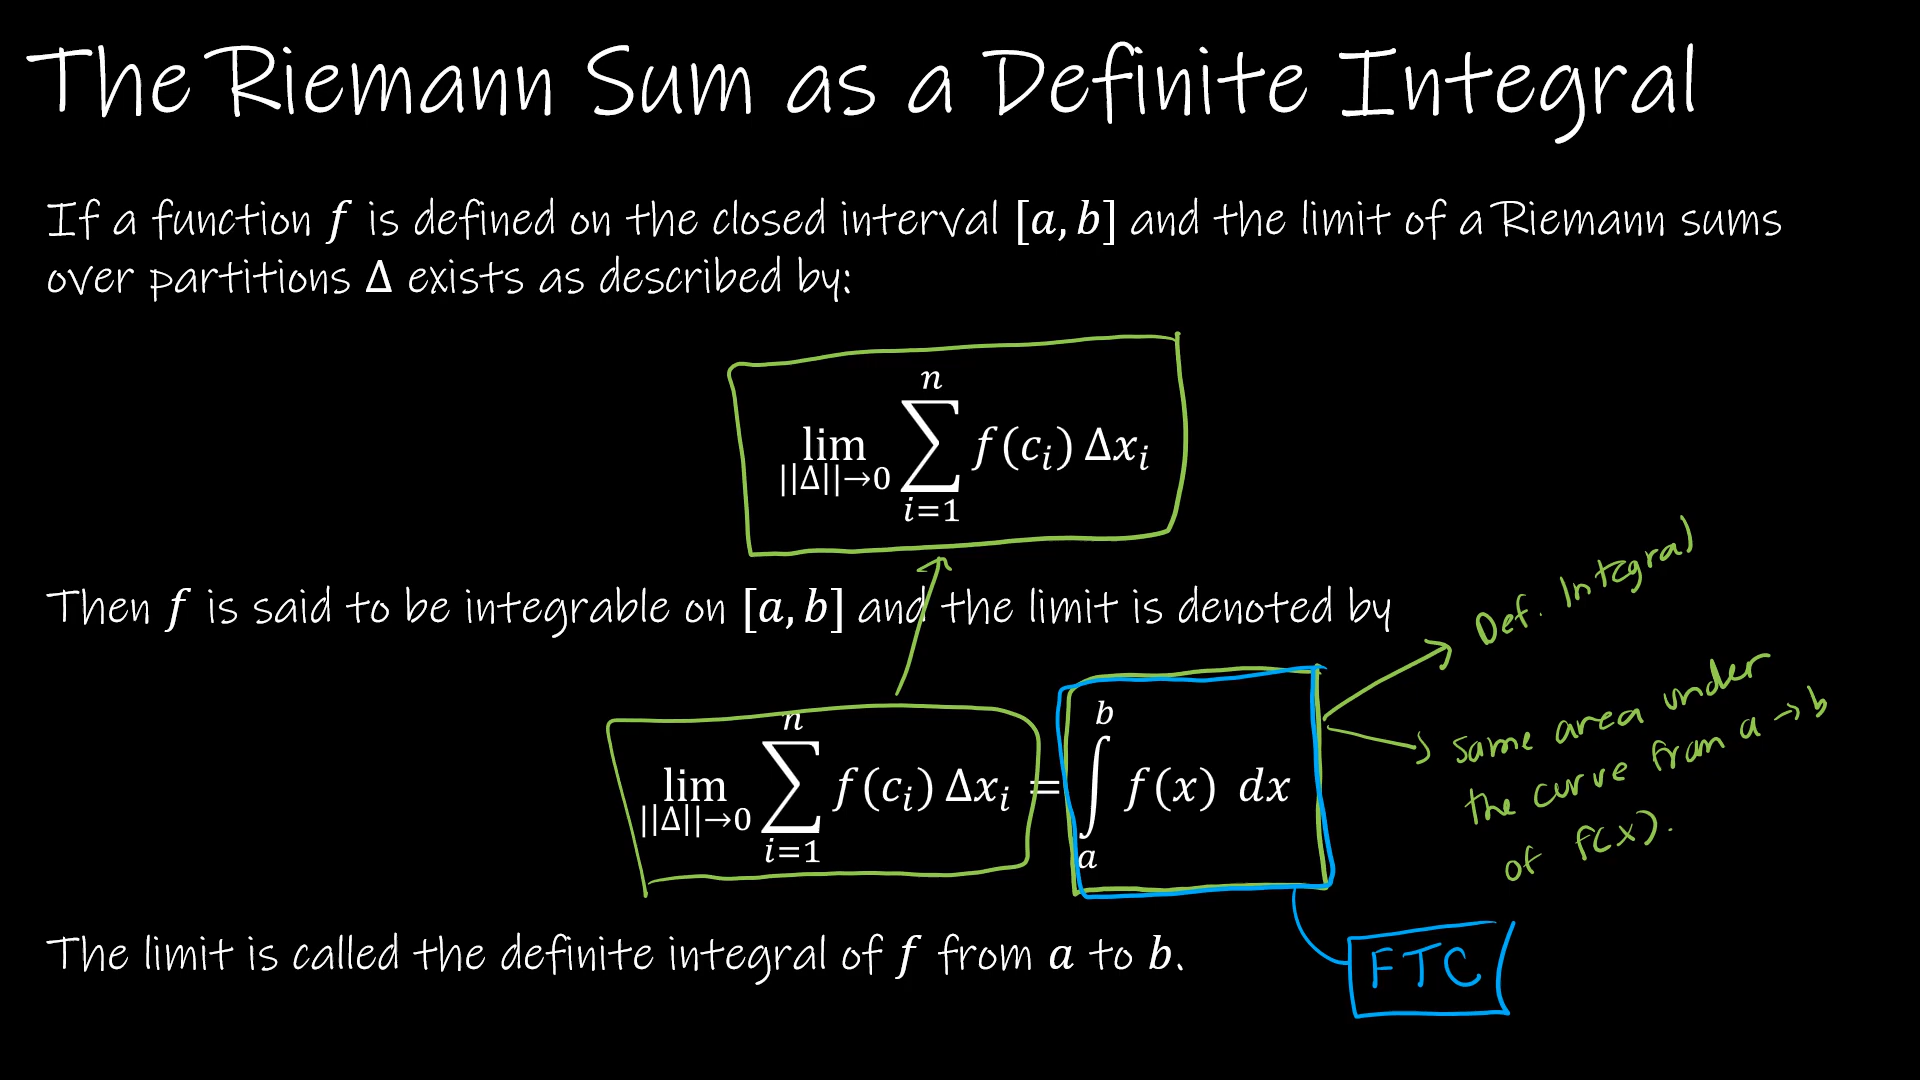 The Riemann Sum as a Definite Integral
If a function f is defined on the closed interval [a, b] and the limit of a Riemann sums
over partitions Δ exists as described by:
lim_{||Δ||→0} ∑_{i=1}^{n} f(c_i) Δx_i
Then f is said to be integrable on [a, b] and the limit is denoted by
Def. Integral
lim_{||Δ||→0} ∑_{i=1}^{n} f(c_i) Δx_i = ∫_{a}^{b} f(x) dx
Same area under
the curve from a → b
of f(x).
The limit is called the definite integral of f from a to b.
FTC